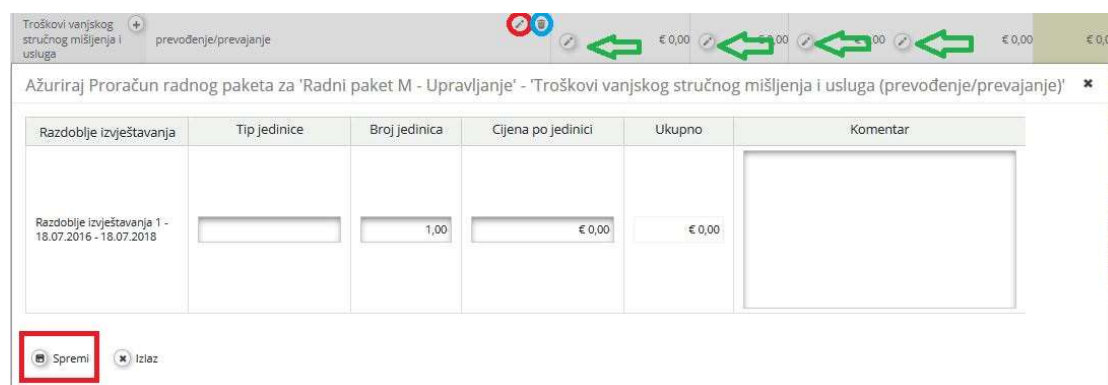 Troškovi vanjskog
stručnog mišljenja i
usluga
prevođenje/prevajanje
€ 0,00
€ 0,00
Ažuriraj Proračun radnog paketa za 'Radni paket M - Upravljanje' - 'Troškovi vanjskog stručnog mišljenja i usluga (prevođenje/prevajanje)'
Razdoblje izvještavanja Tip jedinice Broj jedinica Cijena po jedinici Ukupno Komentar
Razdoblje izvještavanja 1 -
18.07.2016 - 18.07.2018
1,00 € 0,00 € 0,00
Spremi Izlaz